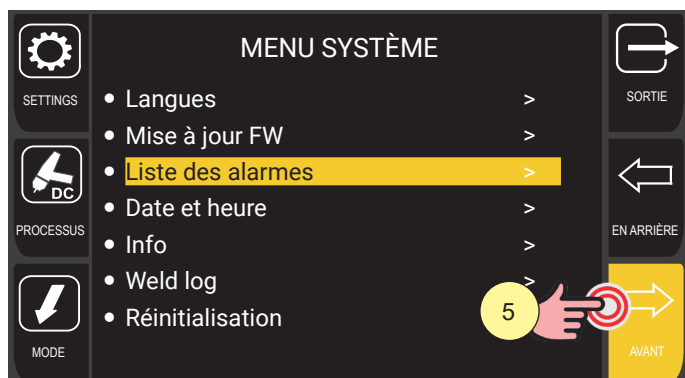 MENU SYSTÈME
SETTINGS
DC
PROCESSUS
MODE
• Langues >
• Mise à jour FW >
• Liste des alarmes >
• Date et heure >
• Info >
• Weld log >
• Réinitialisation
5
SORTIE
EN ARRIÈRE
AVANT